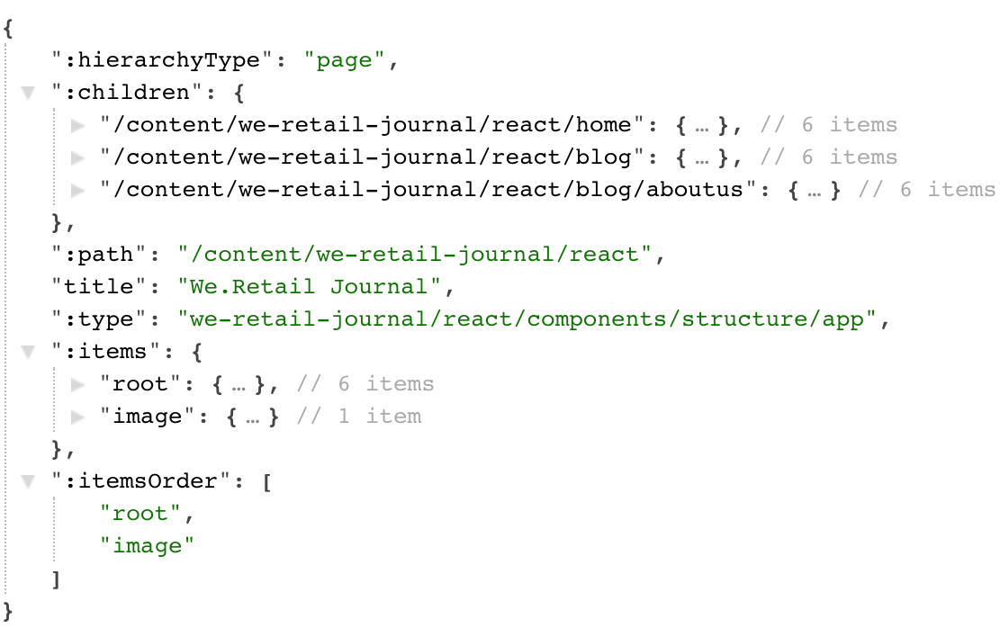 {
":hierarchyType": "page",
":children": {
"/content/we-retail-journal/react/home": { … }, // 6 items
"/content/we-retail-journal/react/blog": { … }, // 6 items
"/content/we-retail-journal/react/blog/aboutus": { … } // 6 items
},
":path": "/content/we-retail-journal/react",
"title": "We.Retail Journal",
":type": "we-retail-journal/react/components/structure/app",
":items": {
"root": { … }, // 6 items
"image": { … } // 1 item
},
":itemsOrder": [
"root",
"image"
]
}